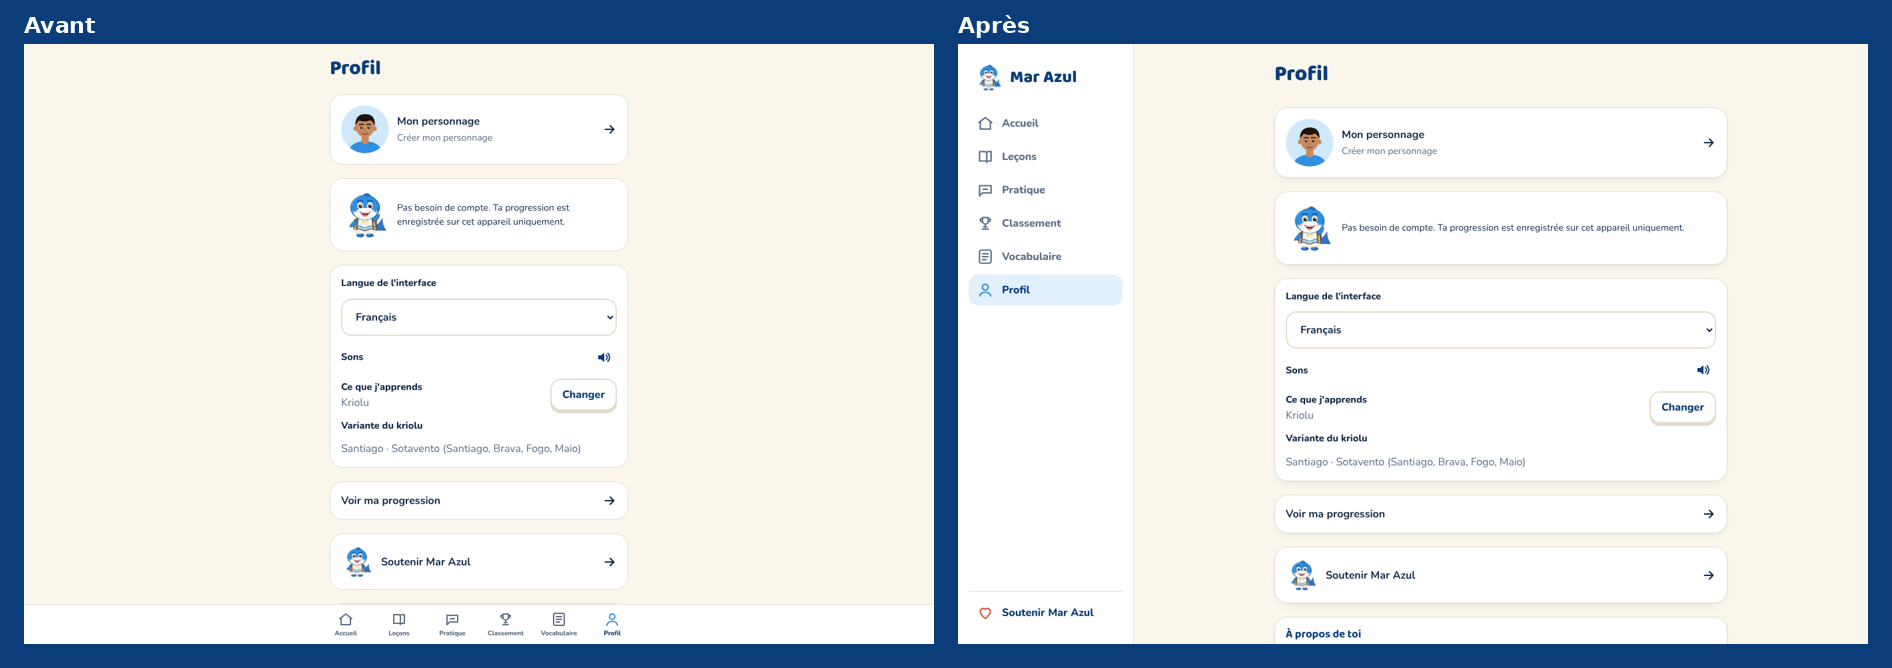 Avant
Profil
Mon personnage
Créer mon personnage
Pas besoin de compte. Ta progression est
enregistrée sur cet appareil uniquement.
Langue de l'interface
Français
Sons
Ce que j'apprends
Kriolu
Changer
Variante du kriolu
Santiago · Sotavento (Santiago, Brava, Fogo, Maio)
Voir ma progression
Soutenir Mar Azul
Accueil
Leçons
Pratique
Classement
Vocabulaire
Profil
Après
Mar Azul
Accueil
Leçons
Pratique
Classement
Vocabulaire
Profil
Soutenir Mar Azul
Profil
Mon personnage
Créer mon personnage
Pas besoin de compte. Ta progression est enregistrée sur cet appareil uniquement.
Langue de l'interface
Français
Sons
Ce que j'apprends
Kriolu
Changer
Variante du kriolu
Santiago · Sotavento (Santiago, Brava, Fogo, Maio)
Voir ma progression
Soutenir Mar Azul
À propos de toi